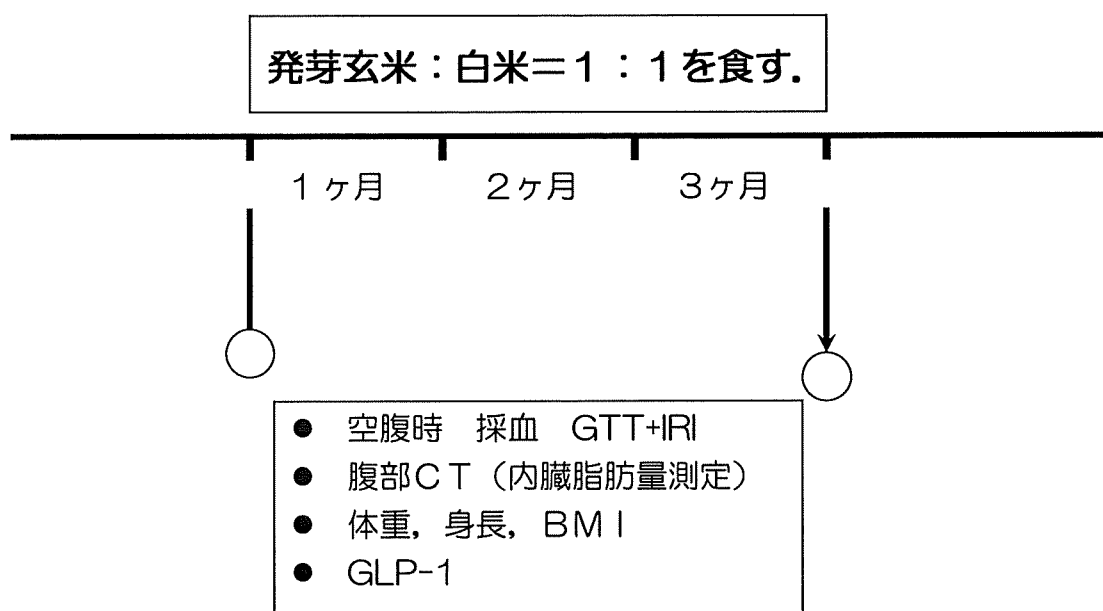 発芽玄米：白米＝１：１を食す．
１ヶ月 ２ヶ月 ３ヶ月
● 空腹時 採血 GTT+IRI
● 腹部ＣＴ（内臓脂肪量測定）
● 体重，身長，ＢＭＩ
● GLP-1